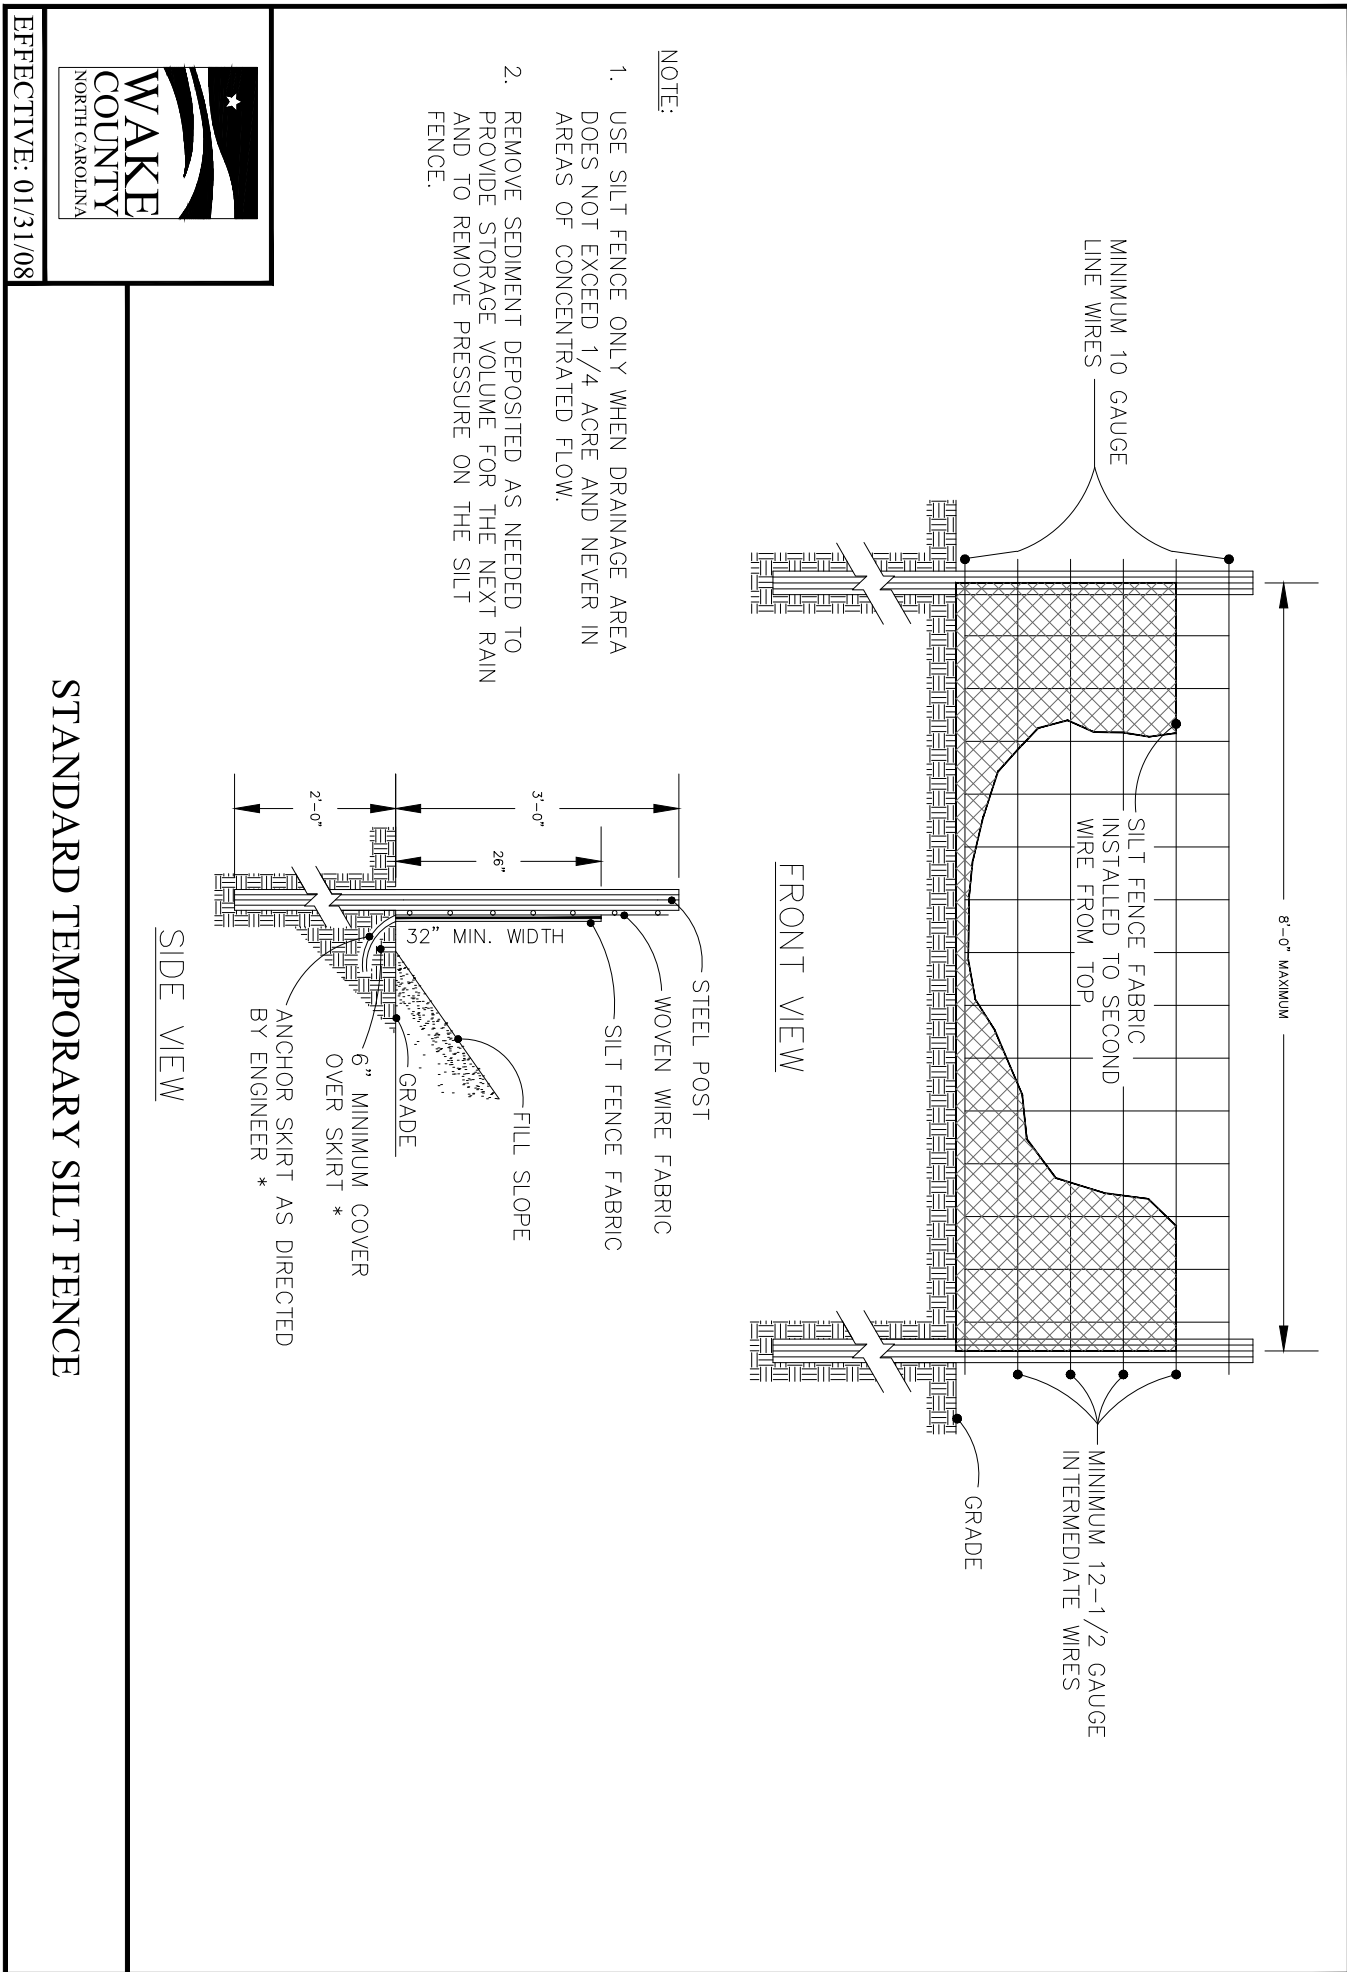 8'-0" MAXIMUM
MINIMUM 10 GAUGE
LINE WIRES
SILT FENCE FABRIC
INSTALLED TO SECOND
WIRE FROM TOP
MINIMUM 12-1/2 GAUGE
INTERMEDIATE WIRES
GRADE
FRONT VIEW
NOTE:
1. USE SILT FENCE ONLY WHEN DRAINAGE AREA
DOES NOT EXCEED 1/4 ACRE AND NEVER IN
AREAS OF CONCENTRATED FLOW.
2. REMOVE SEDIMENT DEPOSITED AS NEEDED TO
PROVIDE STORAGE VOLUME FOR THE NEXT RAIN
AND TO REMOVE PRESSURE ON THE SILT
FENCE.
3'-0"
26"
2'-0"
32" MIN. WIDTH
STEEL POST
WOVEN WIRE FABRIC
SILT FENCE FABRIC
FILL SLOPE
GRADE
6" MINIMUM COVER
OVER SKIRT *
ANCHOR SKIRT AS DIRECTED
BY ENGINEER *
SIDE VIEW
WAKE
COUNTY
NORTH CAROLINA
EFFECTIVE: 01/31/08
STANDARD TEMPORARY SILT FENCE